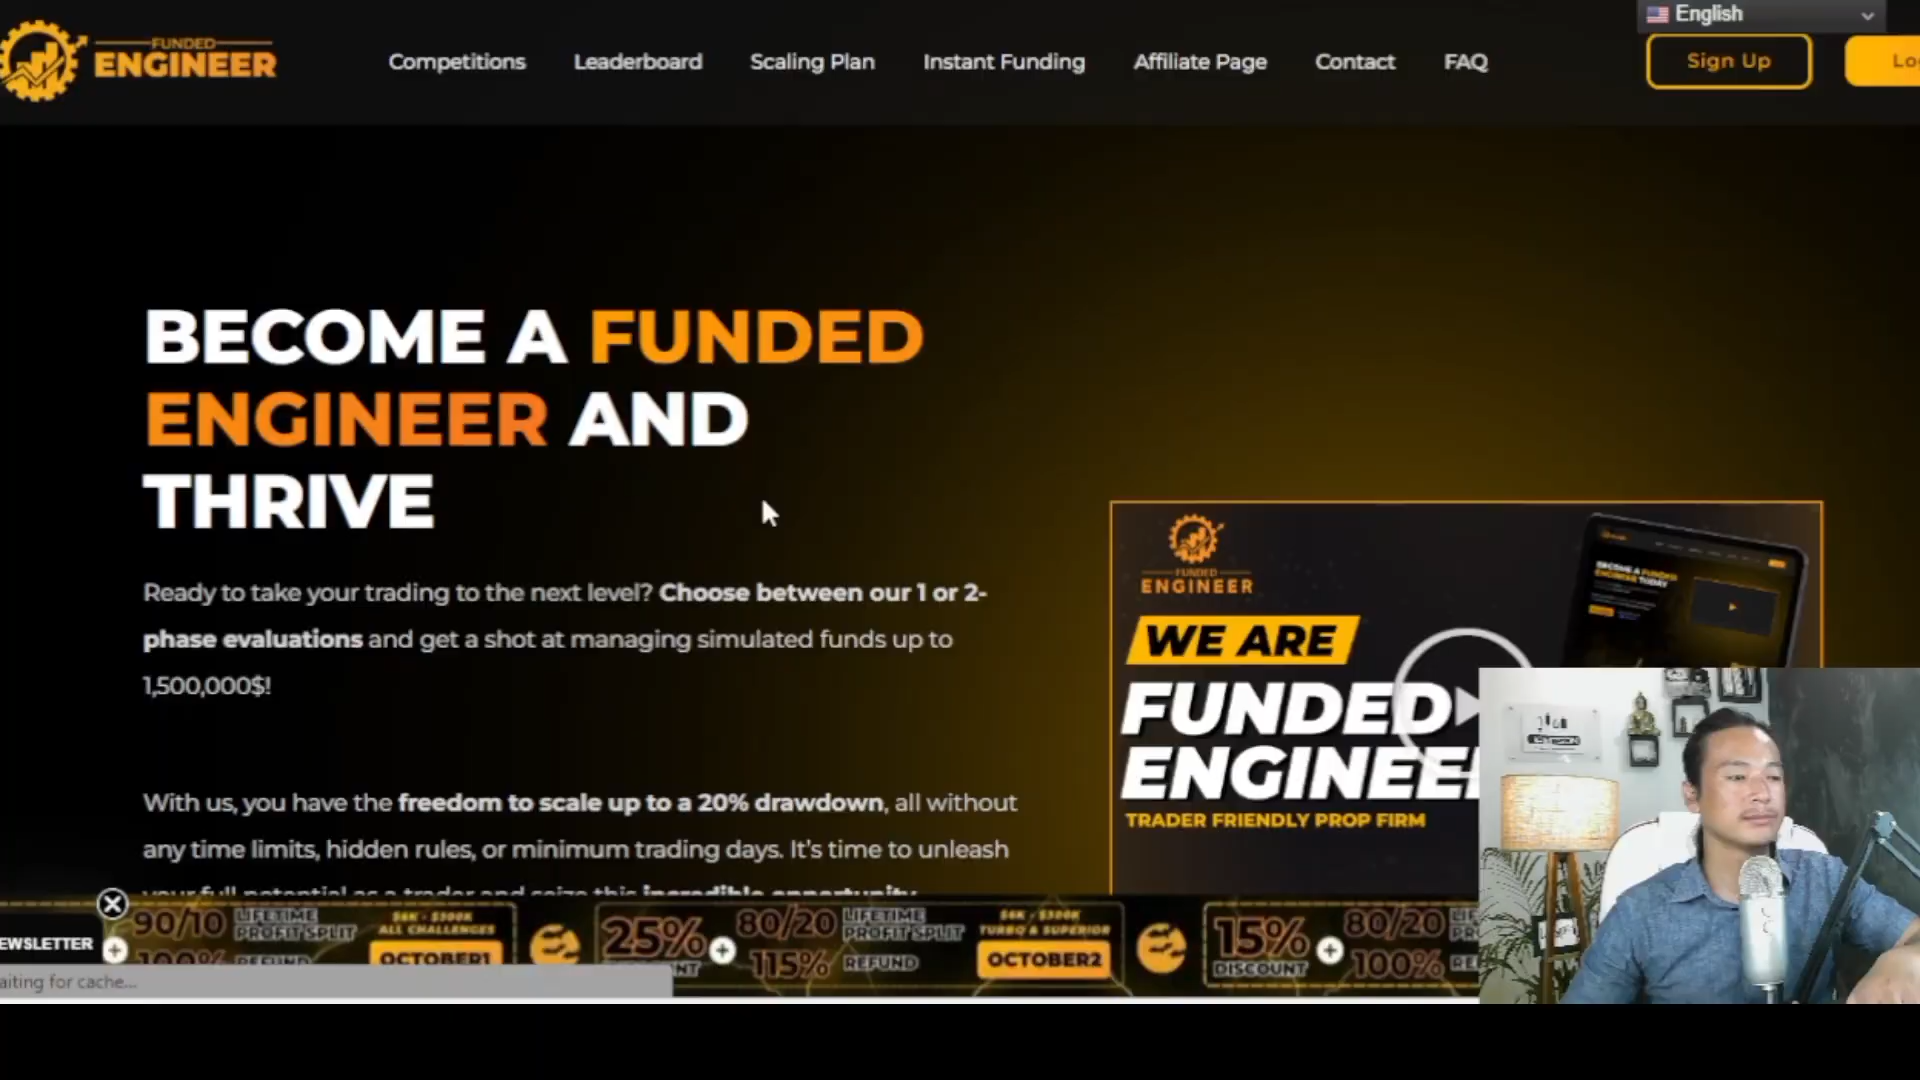 English
FUNDED
ENGINEER
Competitions
Leaderboard
Scaling Plan
Instant Funding
Affiliate Page
Contact
FAQ
Sign Up
Lo
BECOME A FUNDED
ENGINEER AND
THRIVE
Ready to take your trading to the next level? Choose between our 1 or 2-
phase evaluations and get a shot at managing simulated funds up to
1,500,000$!
With us, you have the freedom to scale up to a 20% drawdown, all without
any time limits, hidden rules, or minimum trading days. It's time to unleash
your full potential as a trader and seize this incredible opportunity
FUNDED
ENGINEER
WE ARE
FUNDED
ENGINEE
TRADER FRIENDLY PROP FIRM
EWSLETTER
90/10 LIFETIME PROFIT SPLIT
100% REFUND
ALL CHALLENGES
OCTOBER1
25% 
80/20 LIFETIME PROFIT SPLIT
115% REFUND
TURBO & SUPERIOR
OCTOBER2
15% DISCOUNT
80/20
100%
aiting for cache...